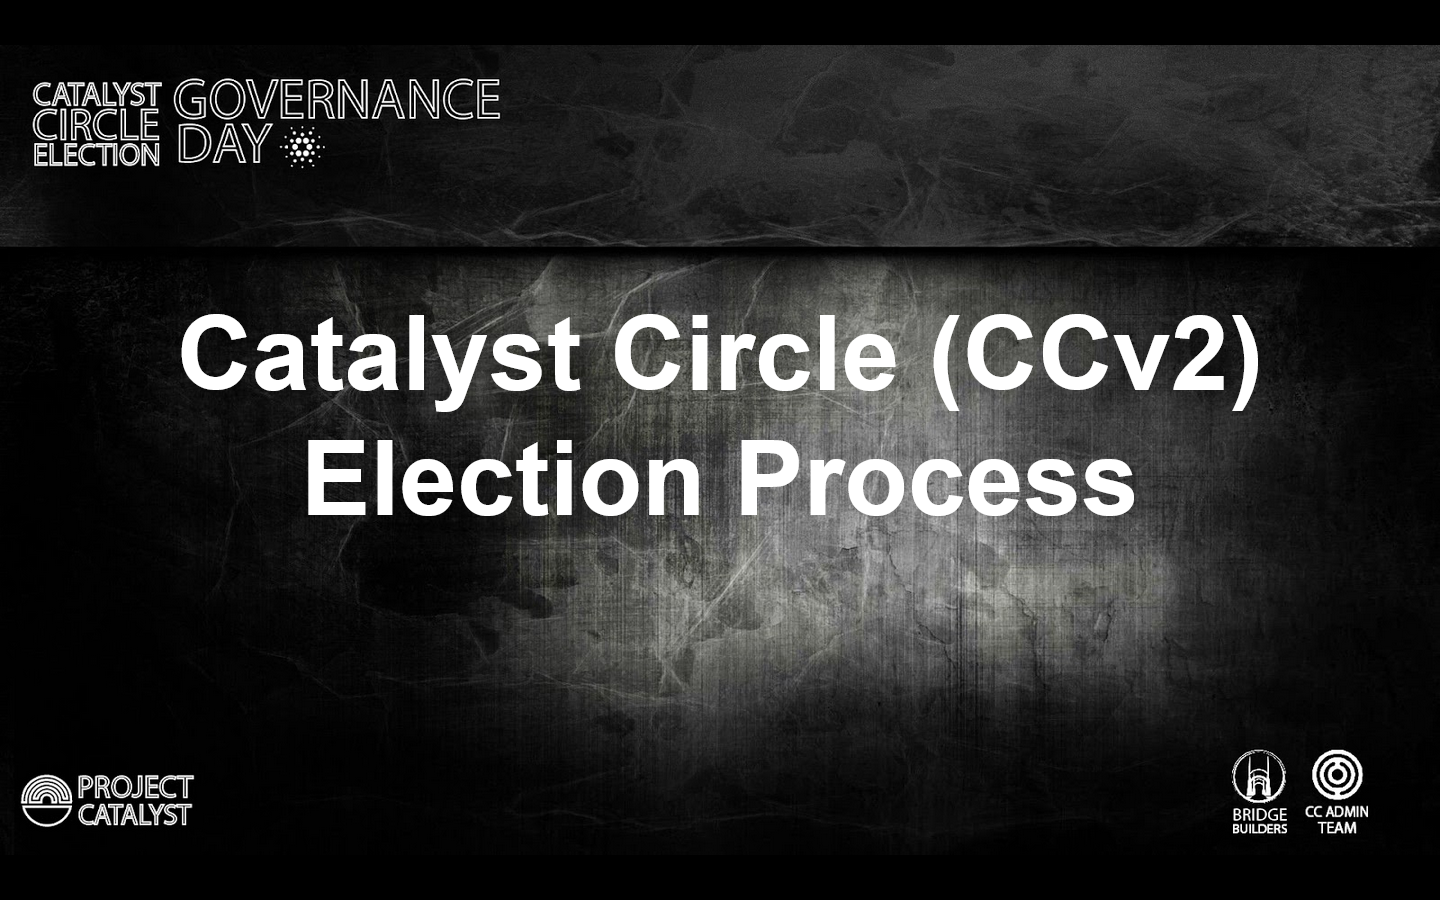 CATALYST
CIRCLE
ELECTION
GOVERNANCE
DAY
Catalyst Circle (CCv2)
Election Process
PROJECT
CATALYST
BRIDGE
BUILDERS
CC ADMIN
TEAM